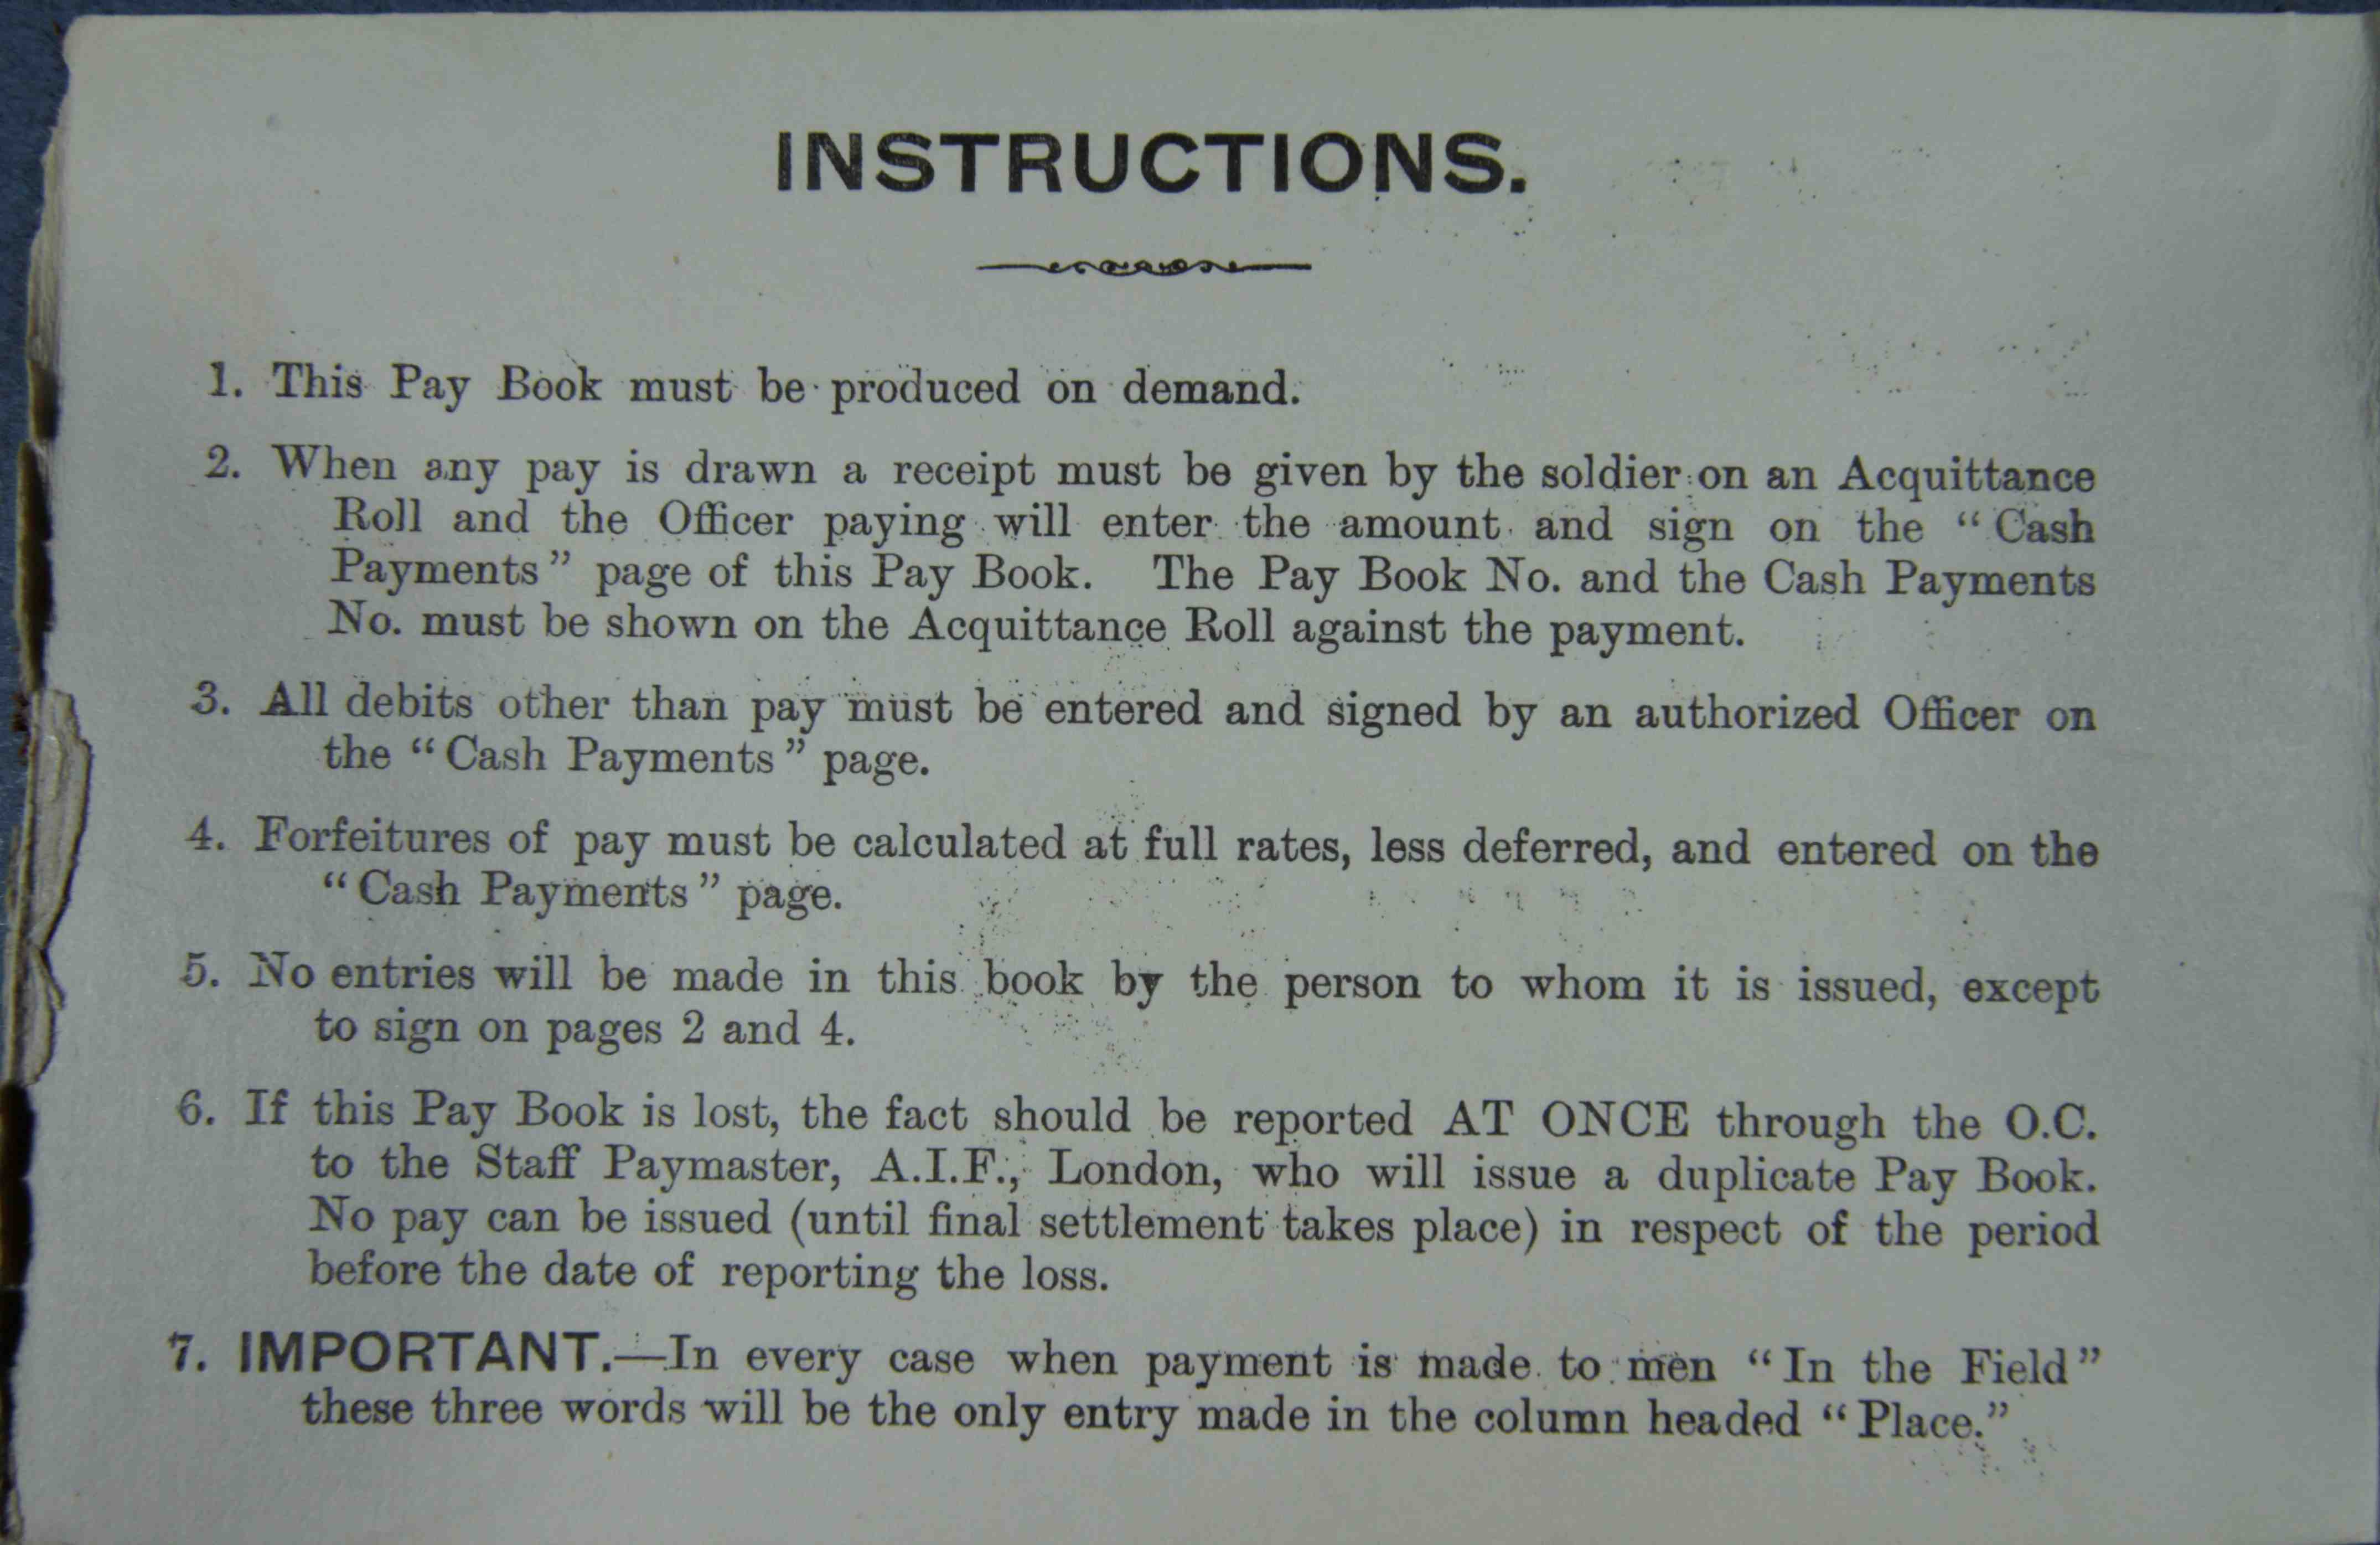 INSTRUCTIONS.
1. This Pay Book must be produced on demand.
2. When any pay is drawn a receipt must be given by the soldier on an Acquittance
Roll and the Officer paying will enter the amount and sign on the “Cash
Payments” page of this Pay Book. The Pay Book No. and the Cash Payments
No. must be shown on the Acquittance Roll against the payment.
3. All debits other than pay must be entered and signed by an authorized Officer on
the “Cash Payments” page.
4. Forfeitures of pay must be calculated at full rates, less deferred, and entered on the
“Cash Payments” page.
5. No entries will be made in this book by the person to whom it is issued, except
to sign on pages 2 and 4.
6. If this Pay Book is lost, the fact should be reported AT ONCE through the O.C.
to the Staff Paymaster, A.I.F., London, who will issue a duplicate Pay Book.
No pay can be issued (until final settlement takes place) in respect of the period
before the date of reporting the loss.
7. IMPORTANT.—In every case when payment is made to men “In the Field”
these three words will be the only entry made in the column headed “Place.”